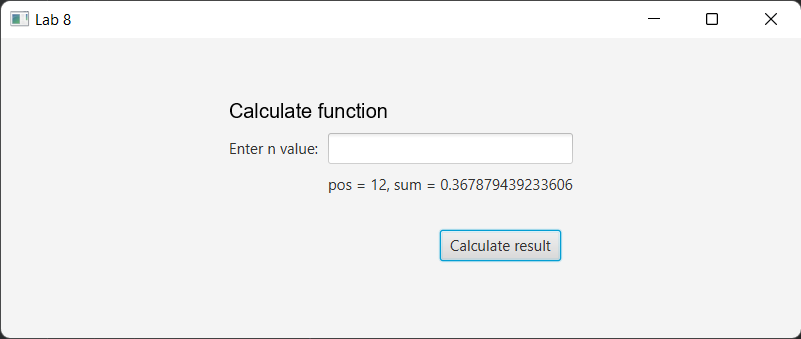 Lab 8
Calculate function
Enter n value:
pos = 12, sum = 0.367879439233606
Calculate result